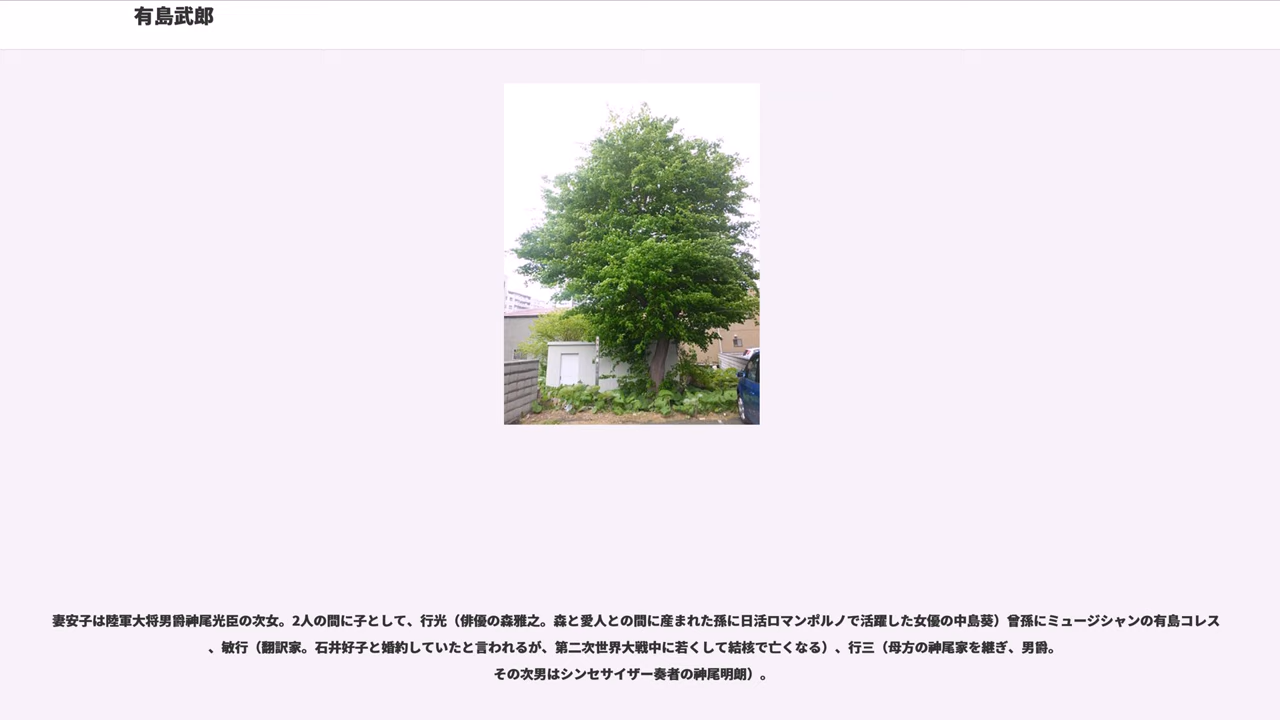 有島武郎
妻安子は陸軍大将男爵神尾光臣の次女。2人の間に子として、行光（俳優の森雅之。森と愛人との間に産まれた孫に日活ロマンポルノで活躍した女優の中島葵）曾孫にミュージシャンの有島コレス
、敏行（翻訳家。石井好子と婚約していたと言われるが、第二次世界大戦中に若くして結核で亡くなる）、行三（母方の神尾家を継ぎ、男爵。
その次男はシンセサイザー奏者の神尾明朗）。